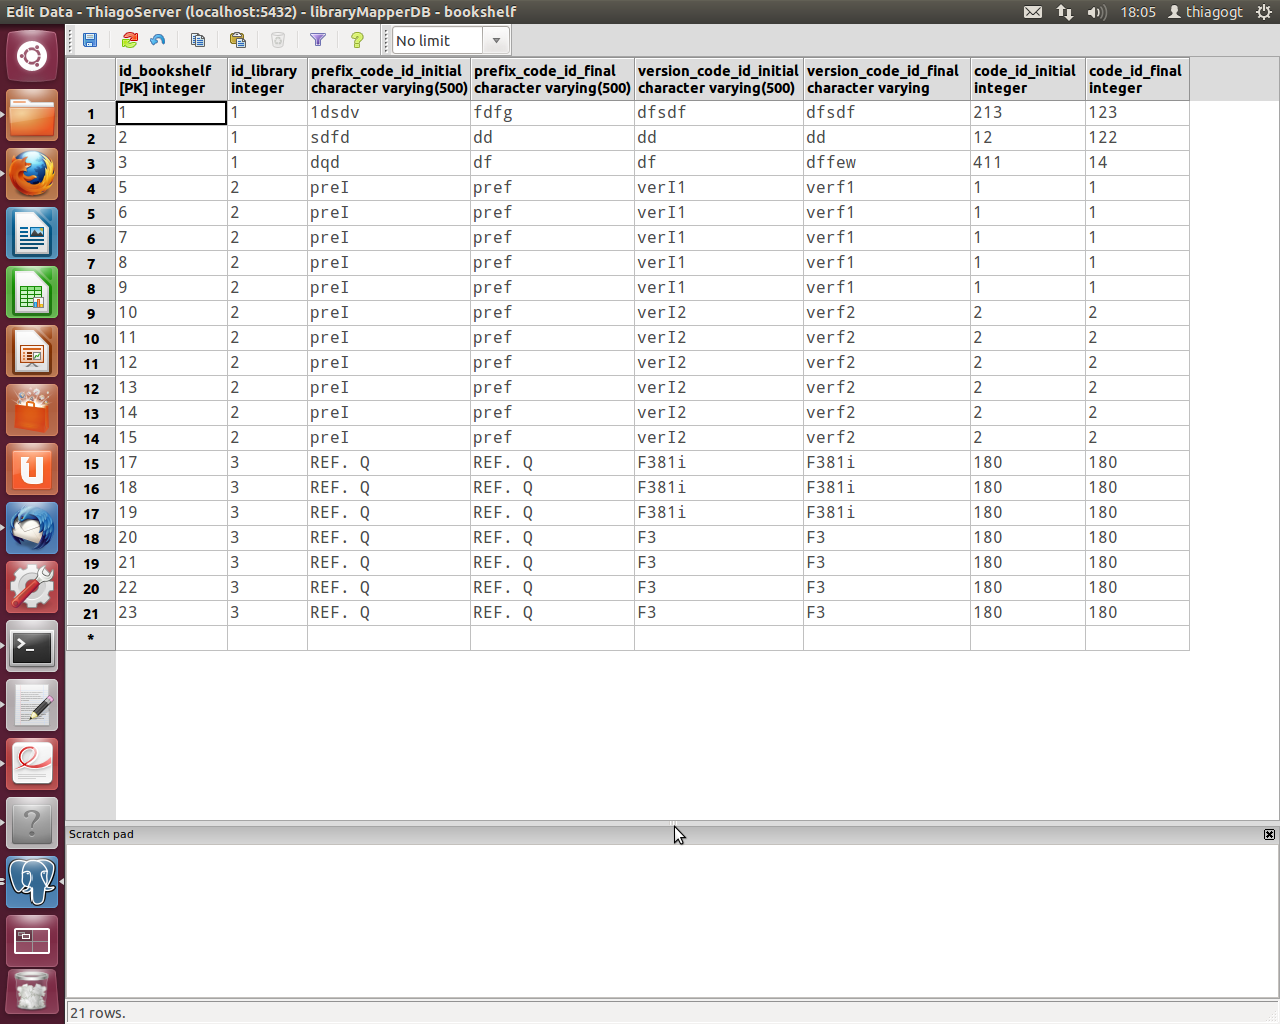 Edit Data - ThiagoServer (localhost:5432) - libraryMapperDB - bookshelf 18:05 thiagogt
No limit
id_bookshelf id_library prefix_code_id_initial prefix_code_id_final version_code_id_initial version_code_id_final code_id_initial code_id_final
[PK] integer integer character varying(500) character varying(500) character varying(500) character varying integer integer
1 1 1 1dsdv fdfg dfsdf dfsdf 213 123
2 2 1 sdfd dd dd dd 12 122
3 3 1 dqd df df dffew 411 14
4 5 2 preI pref verI1 verf1 1 1
5 6 2 preI pref verI1 verf1 1 1
6 7 2 preI pref verI1 verf1 1 1
7 8 2 preI pref verI1 verf1 1 1
8 9 2 preI pref verI1 verf1 1 1
9 10 2 preI pref verI2 verf2 2 2
10 11 2 preI pref verI2 verf2 2 2
11 12 2 preI pref verI2 verf2 2 2
12 13 2 preI pref verI2 verf2 2 2
13 14 2 preI pref verI2 verf2 2 2
14 15 2 preI pref verI2 verf2 2 2
15 17 3 REF. Q REF. Q F381i F381i 180 180
16 18 3 REF. Q REF. Q F381i F381i 180 180
17 19 3 REF. Q REF. Q F381i F381i 180 180
18 20 3 REF. Q REF. Q F3 F3 180 180
19 21 3 REF. Q REF. Q F3 F3 180 180
20 22 3 REF. Q REF. Q F3 F3 180 180
21 23 3 REF. Q REF. Q F3 F3 180 180
*
Scratch pad
21 rows.